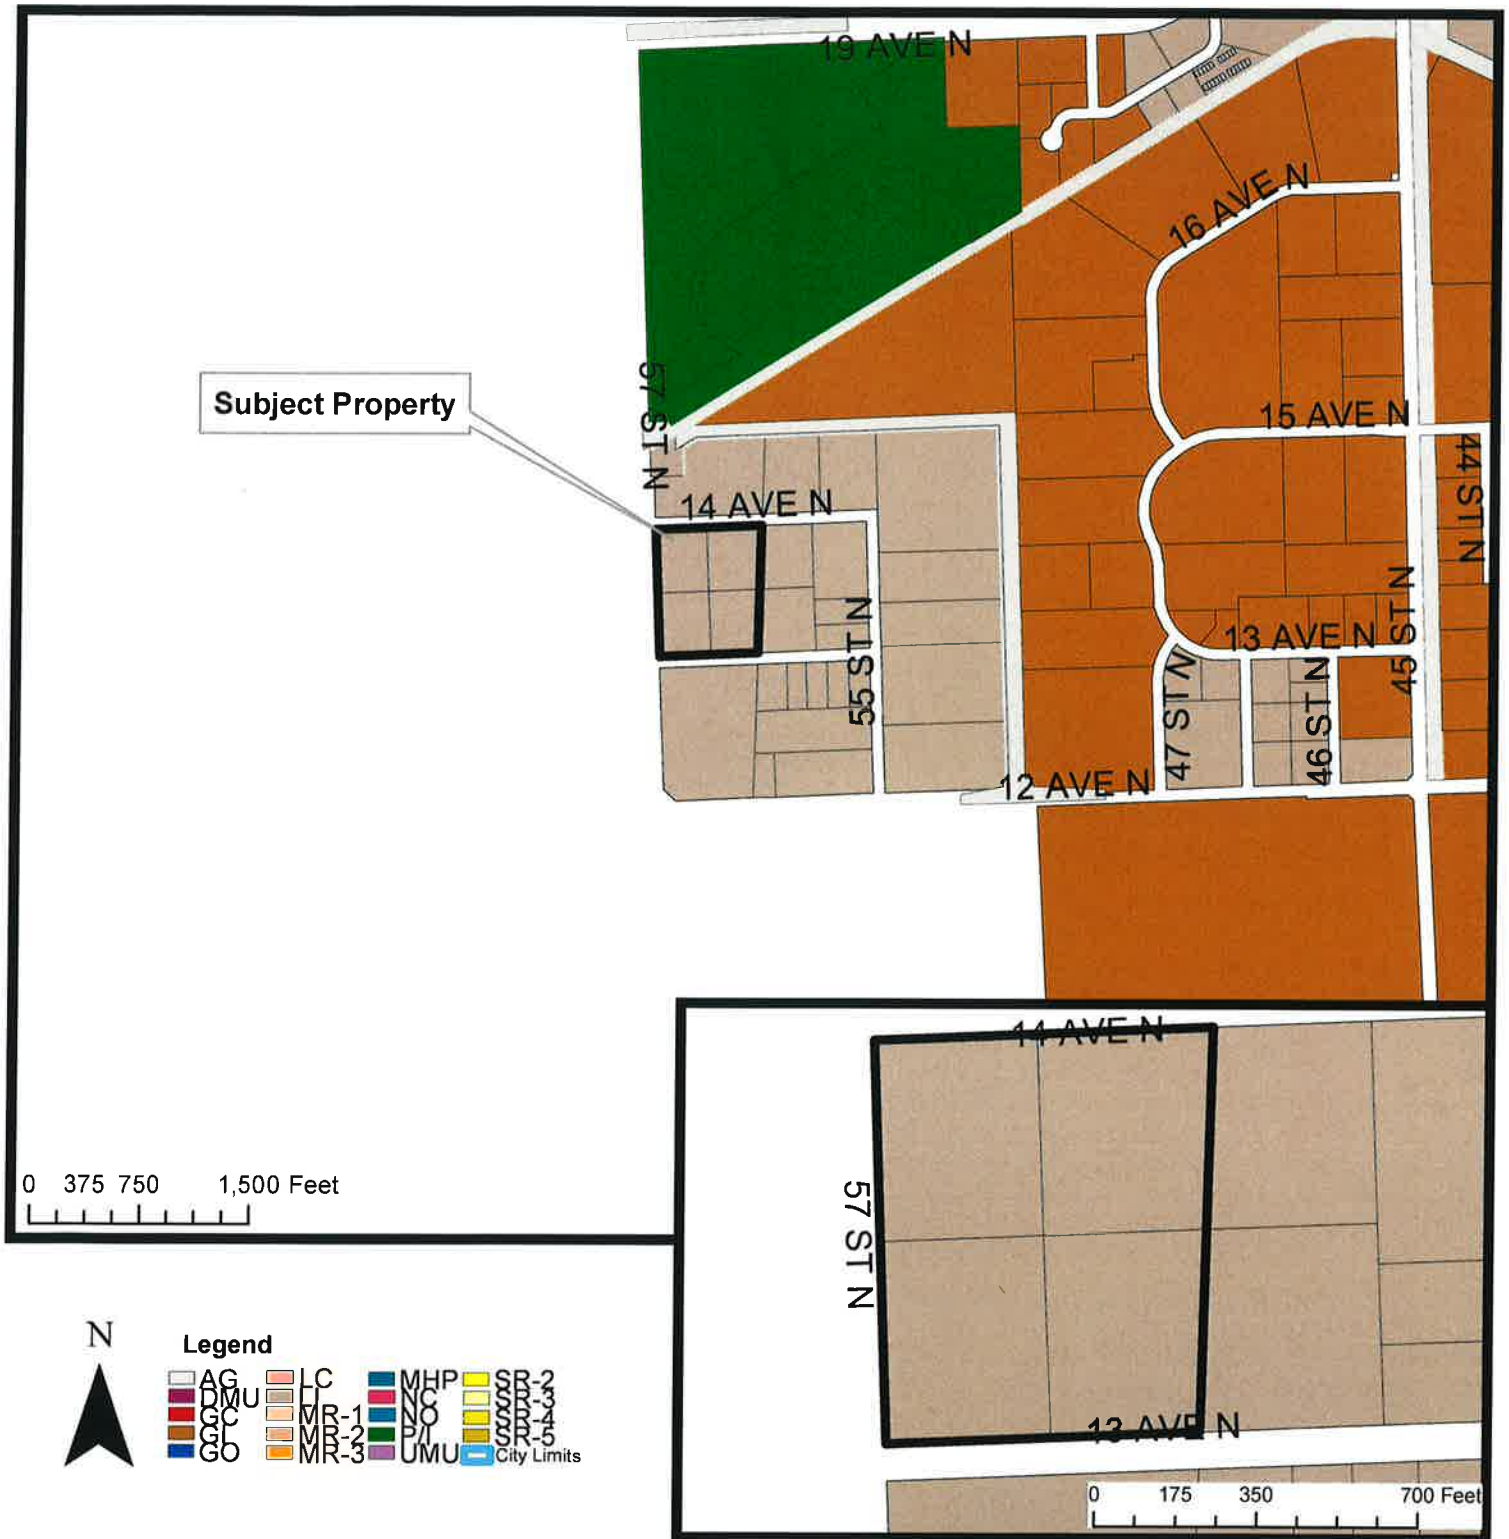 19 AVE N
16 AVE N
57 ST N
Subject Property
15 AVE N
44 ST N
14 AVE N
45 ST N
55 ST N
13 AVE N
47 ST N
46 ST N
12 AVE N
14 AVE N
0 375 750 1,500 Feet
57 ST N
N
Legend
AG LC MHP SR-2
DMU LI NC SR-3
GC MR-1 NO SR-4
GI MR-2 P/I SR-5
GO MR-3 UMU City Limits
13 AVE N
0 175 350 700 Feet